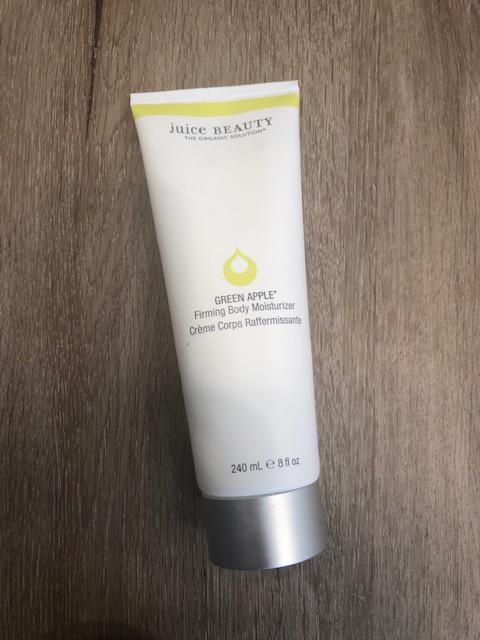 juice BEAUTY
THE ORGANIC SOLUTION™
GREEN APPLE®
Firming Body Moisturizer
Crème Corps Raffermissante
240 mL ℮ 8 fl oz